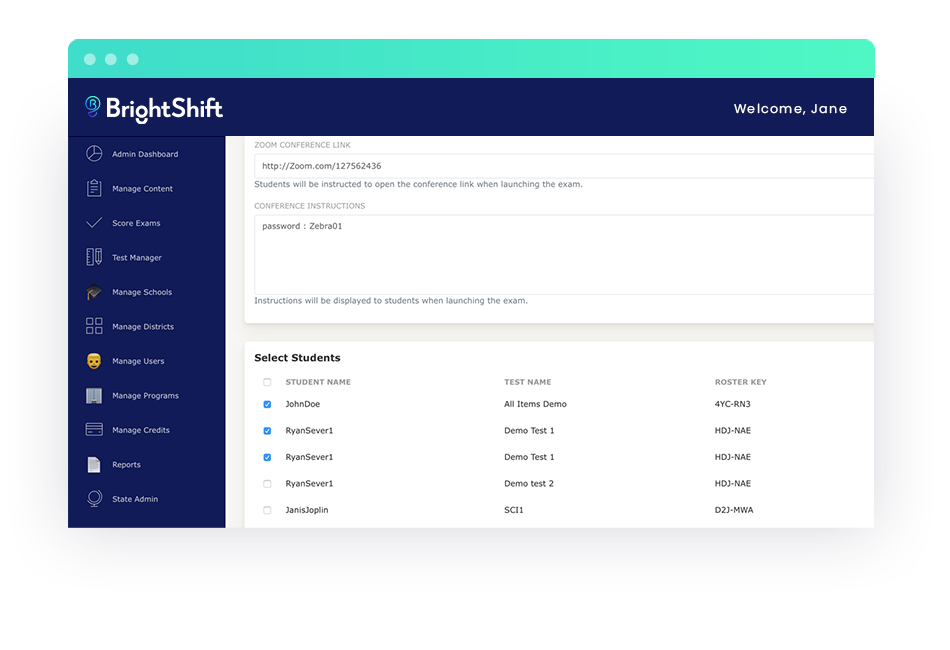 BrightShift
Welcome, Jane
Admin Dashboard
Manage Content
Score Exams
Test Manager
Manage Schools
Manage Districts
Manage Users
Manage Programs
Manage Credits
Reports
State Admin
ZOOM CONFERENCE LINK
http://Zoom.com/127562436
Students will be instructed to open the conference link when launching the exam.
CONFERENCE INSTRUCTIONS
password : Zebra01
Instructions will be displayed to students when launching the exam.
Select Students
STUDENT NAME TEST NAME ROSTER KEY
JohnDoe All Items Demo 4YC-RN3
RyanSever1 Demo Test 1 HDJ-NAE
RyanSever1 Demo Test 1 HDJ-NAE
RyanSever1 Demo test 2 HDJ-NAE
JanisJoplin SCI1 D2J-MWA